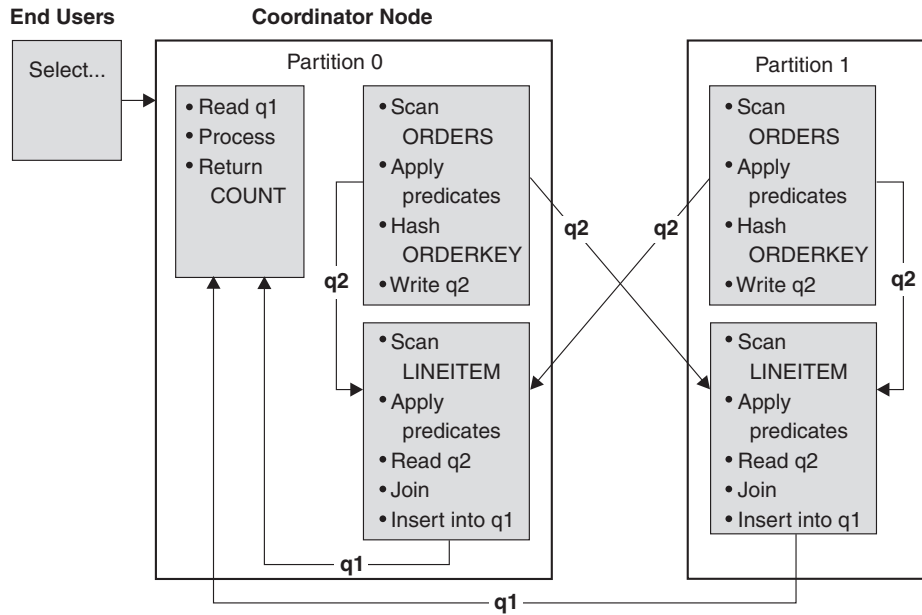 End Users
Coordinator Node
Select...
Partition 0
• Read q1
• Process
• Return
COUNT
• Scan
ORDERS
• Apply
predicates
• Hash
ORDERKEY
• Write q2
q2
• Scan
LINEITEM
• Apply
predicates
• Read q2
• Join
• Insert into q1
q1
q2
q2
Partition 1
• Scan
ORDERS
• Apply
predicates
• Hash
ORDERKEY
• Write q2
q2
• Scan
LINEITEM
• Apply
predicates
• Read q2
• Join
• Insert into q1
q1